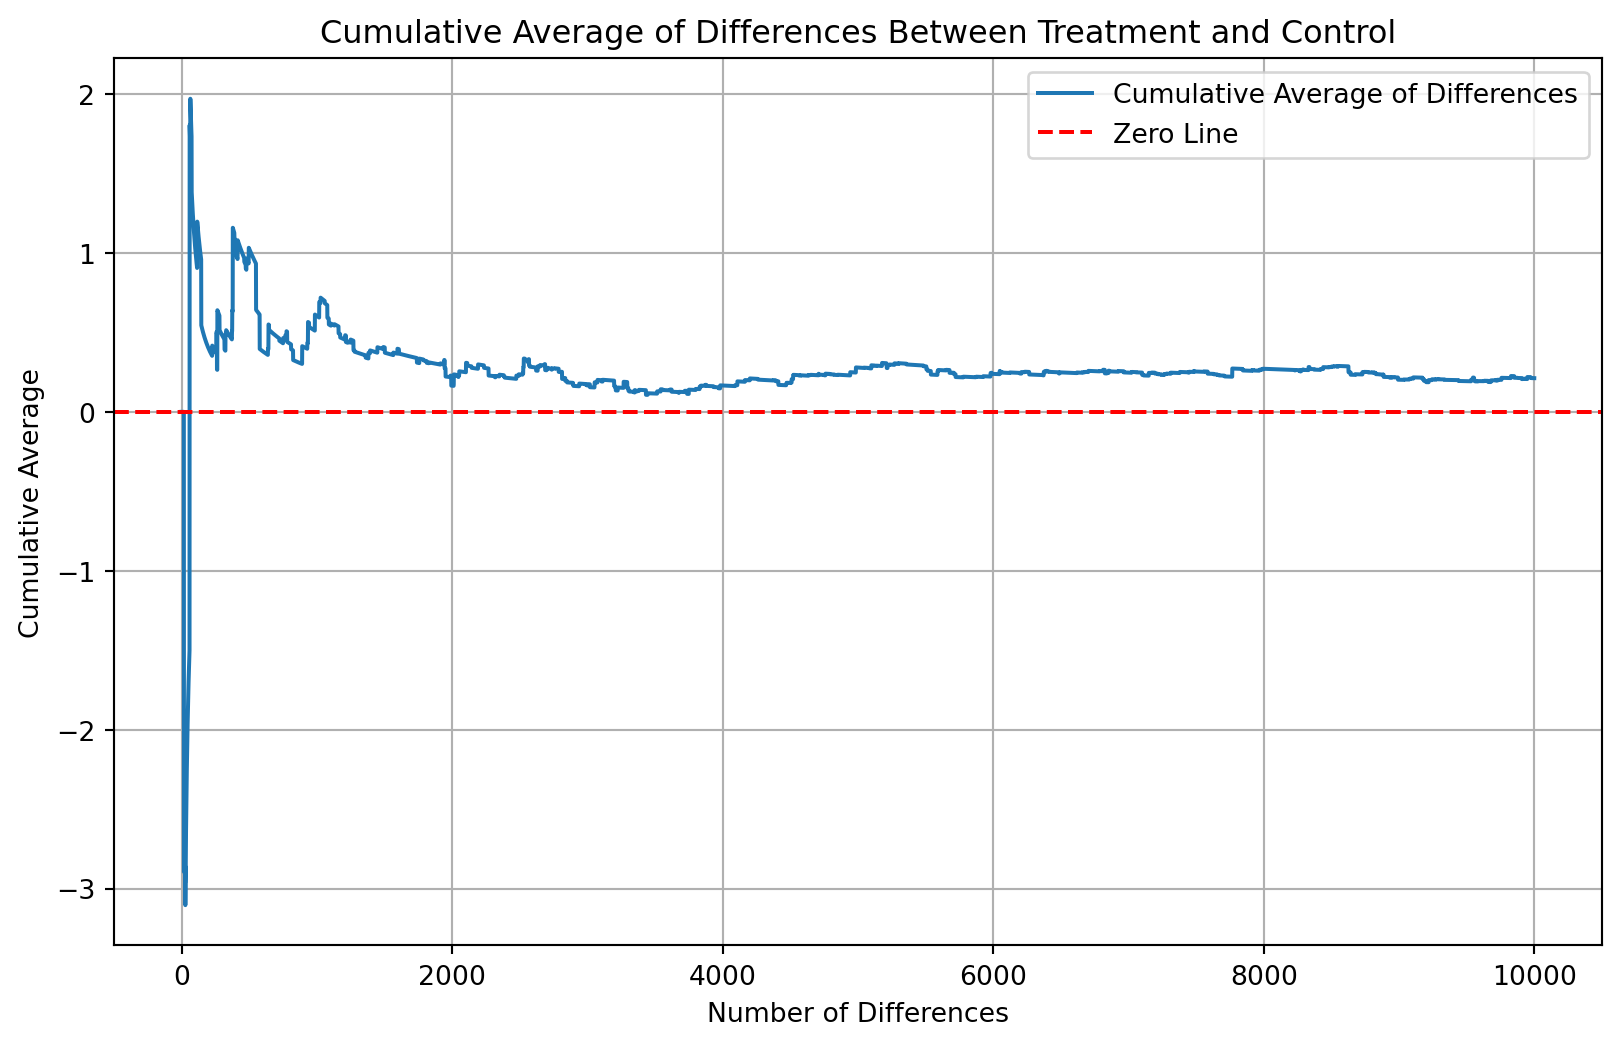 Cumulative Average of Differences Between Treatment and Control
Cumulative Average of Differences
Zero Line
Cumulative Average
2
1
0
−1
−2
−3
0 2000 4000 6000 8000 10000
Number of Differences